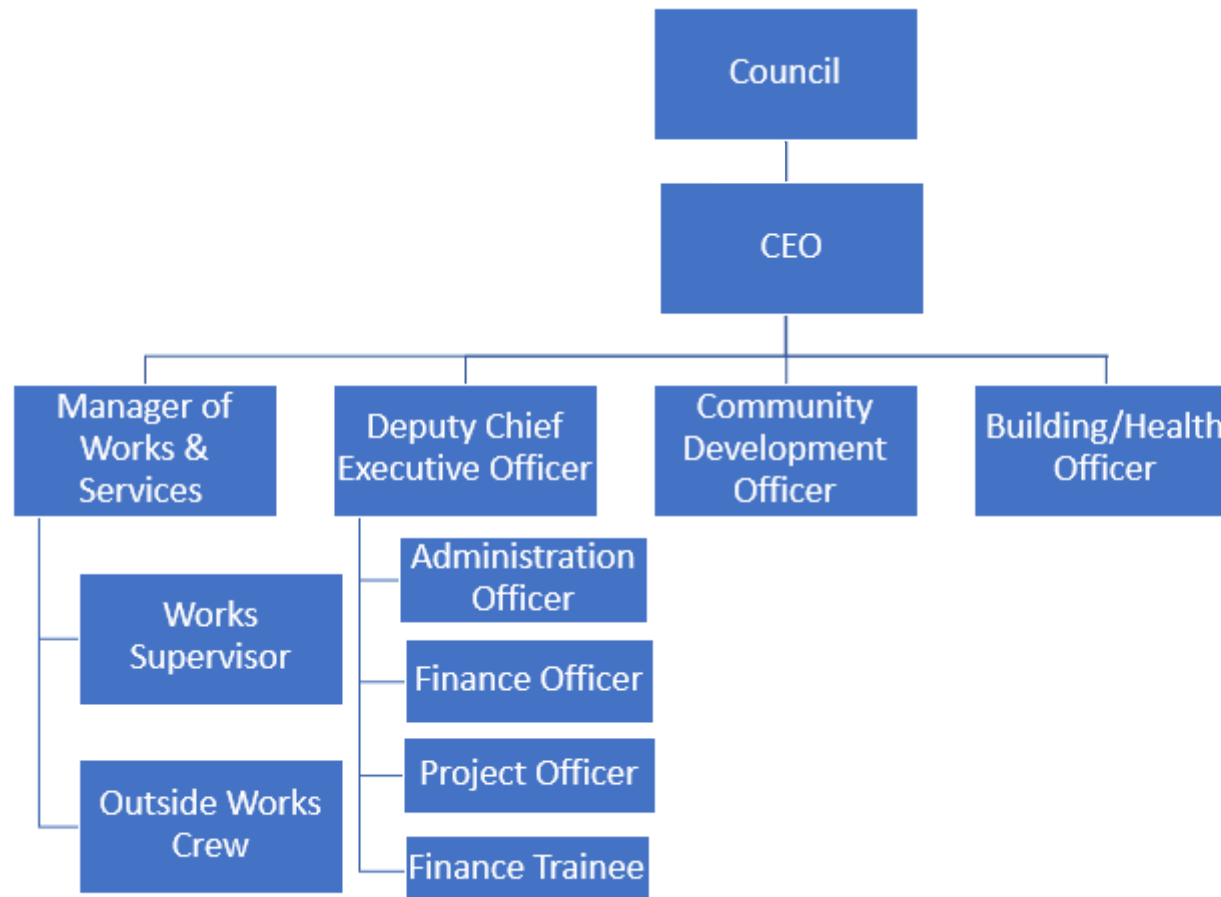 Council
CEO
Manager of
Works &
Services
Deputy Chief
Executive Officer
Community
Development
Officer
Building/Health
Officer
Works
Supervisor
Outside Works
Crew
Administration
Officer
Finance Officer
Project Officer
Finance Trainee